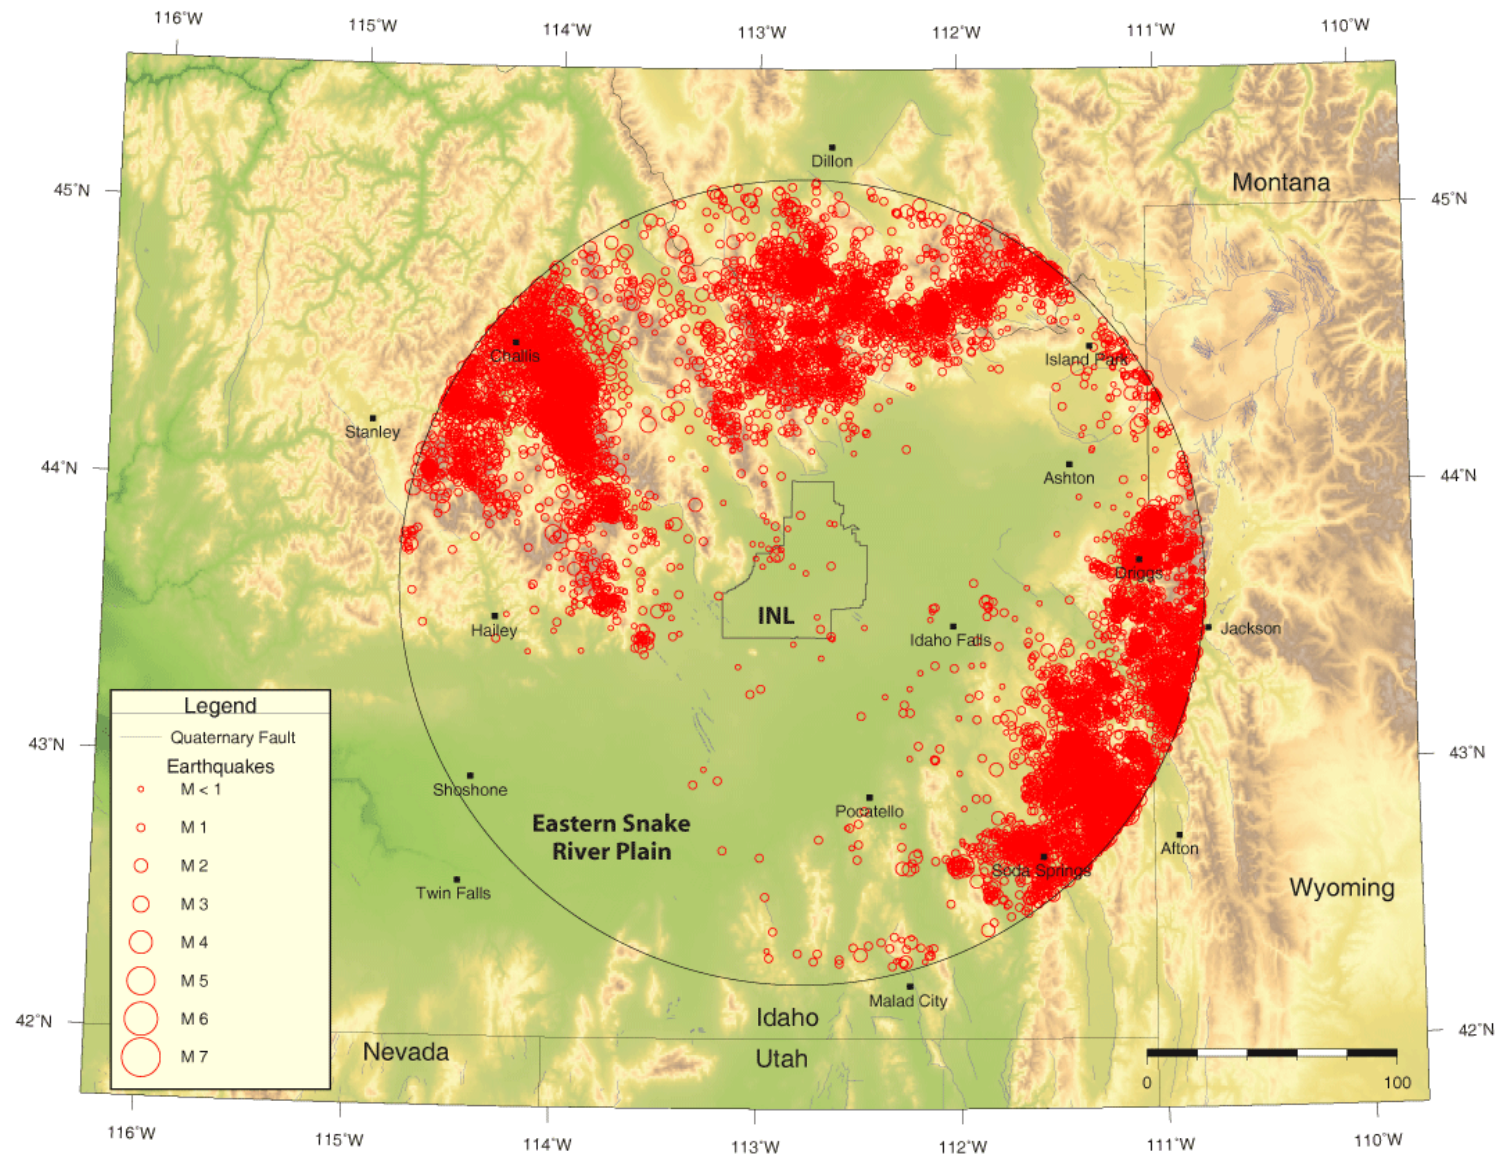 116°W
115°W
114°W
113°W
112°W
111°W
110°W
Dillon
Montana
45°N
45°N
Challis
Island Park
Stanley
44°N
Ashton
44°N
Driggs
INL
Hailey
Idaho Falls
Jackson
Legend
Quaternary Fault
Earthquakes
M < 1
M 1
M 2
M 3
M 4
M 5
M 6
M 7
43°N
43°N
Shoshone
Pocatello
Eastern Snake
River Plain
Afton
Soda Springs
Twin Falls
Wyoming
Malad City
Idaho
42°N
42°N
Nevada
Utah
0
100
116°W
115°W
114°W
113°W
112°W
111°W
110°W